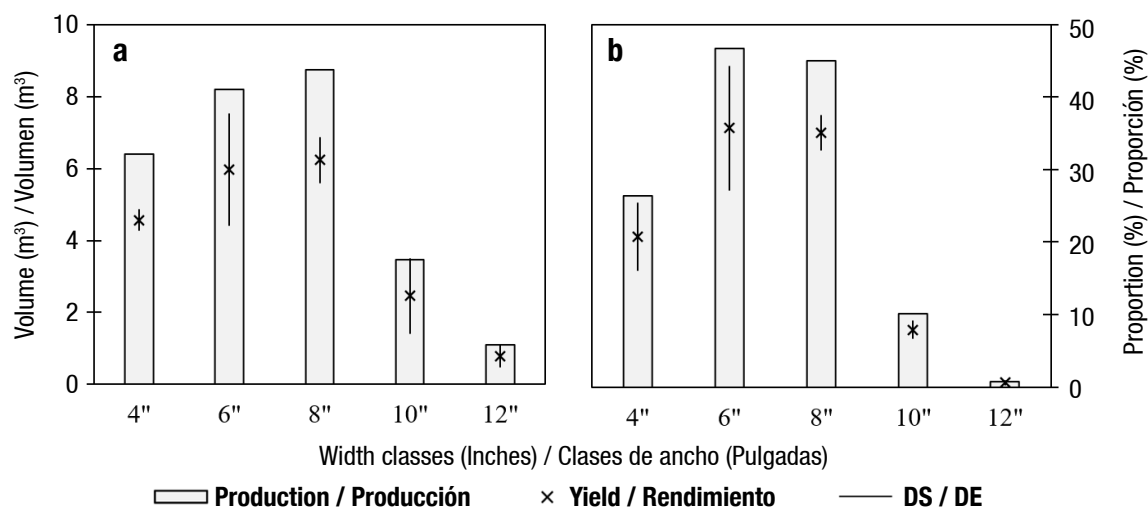 a
b
Volume (m³) / Volumen (m³)
10
8
6
4
2
0
4" 6" 8" 10" 12"
4" 6" 8" 10" 12"
50
40
30
20
10
0
Proportion (%) / Proporción (%)
Width classes (Inches) / Clases de ancho (Pulgadas)
Production / Producción Yield / Rendimiento DS / DE